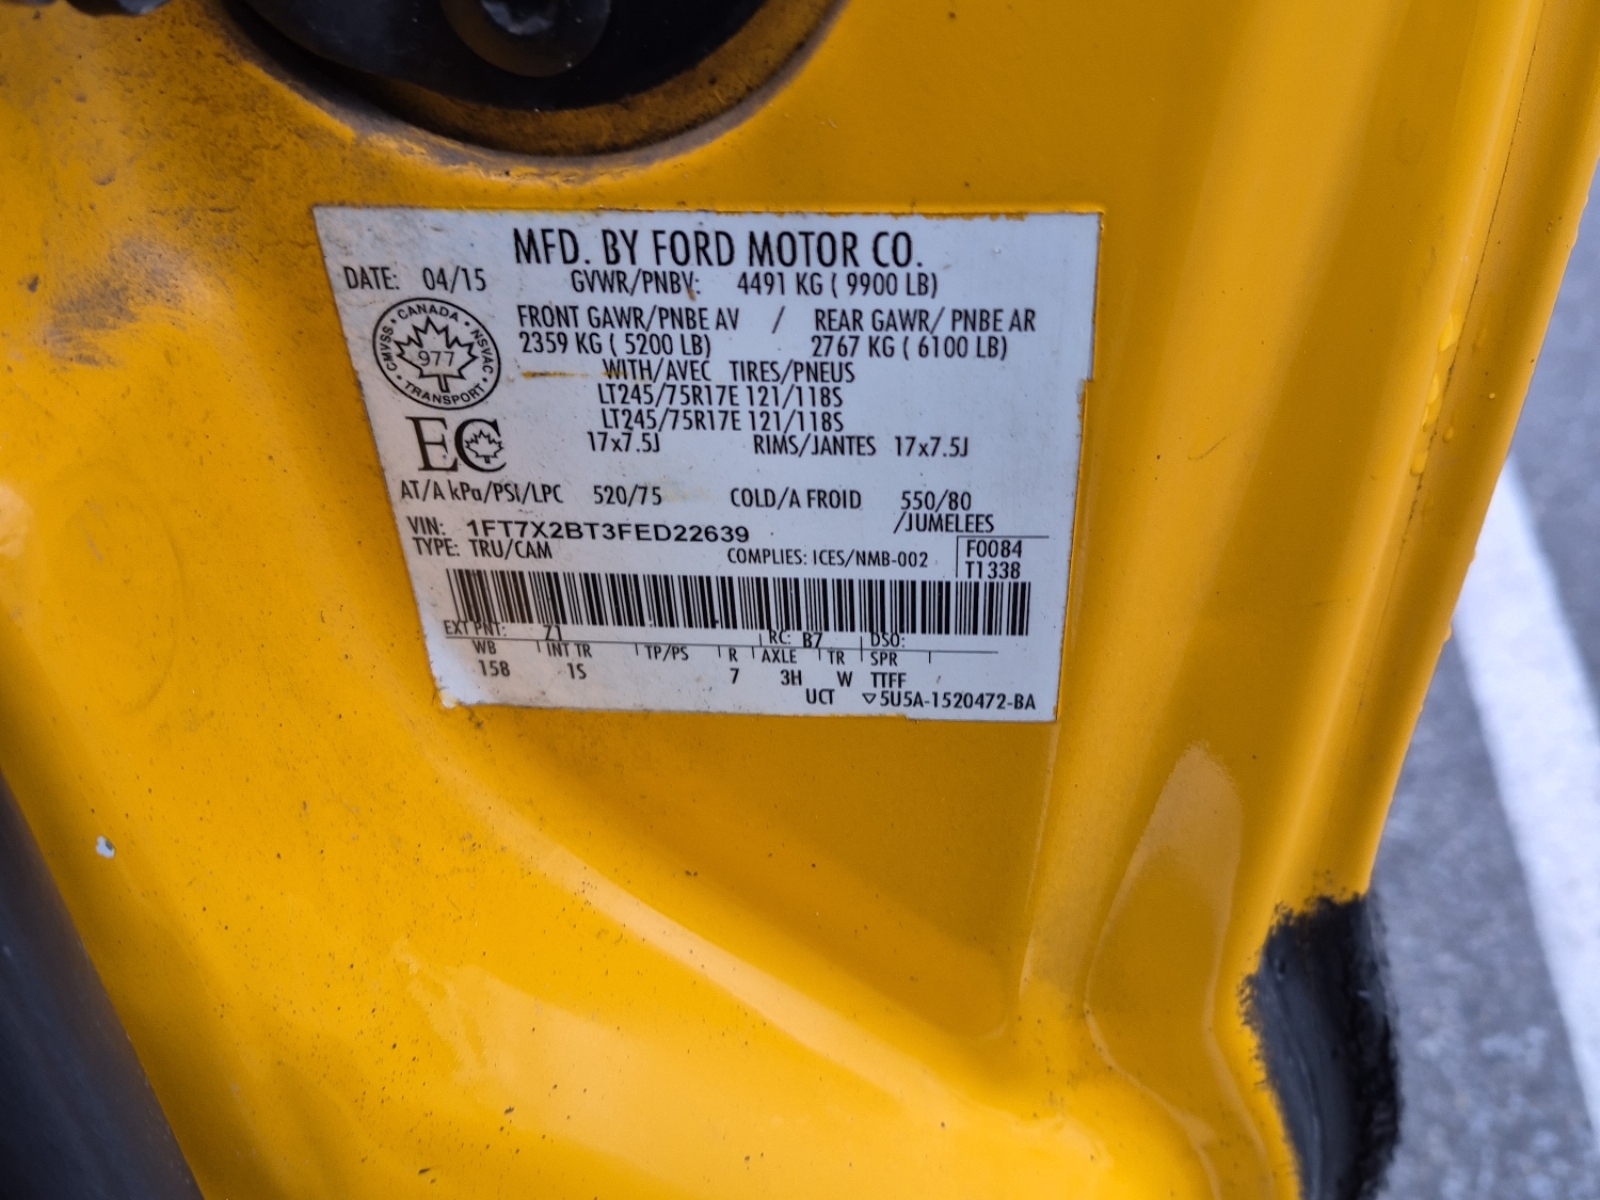 MFD. BY FORD MOTOR CO.
DATE: 04/15 GVWR/PNBV: 4491 KG ( 9900 LB)
FRONT GAWR/PNBE AV / REAR GAWR/ PNBE AR
2359 KG ( 5200 LB) 2767 KG ( 6100 LB)
WITH/AVEC TIRES/PNEUS
LT245/75R17E 121/118S
LT245/75R17E 121/118S
17x7.5J RIMS/JANTES 17x7.5J
CANADA · NSVAC · TRANSPORT · CMVSS ·
977
EC
AT/A kPa/PSI/LPC 520/75 COLD/A FROID 550/80
/JUMELEES
VIN: 1FT7X2BT3FED22639
TYPE: TRU/CAM COMPLIES: ICES/NMB-002
F0084
T1338
EXT PNT: Z1 RC: B7 DSO:
WB INT TR TP/PS R AXLE TR SPR
158 1S 7 3H W TTFF
UCT ▽5U5A-1520472-BA